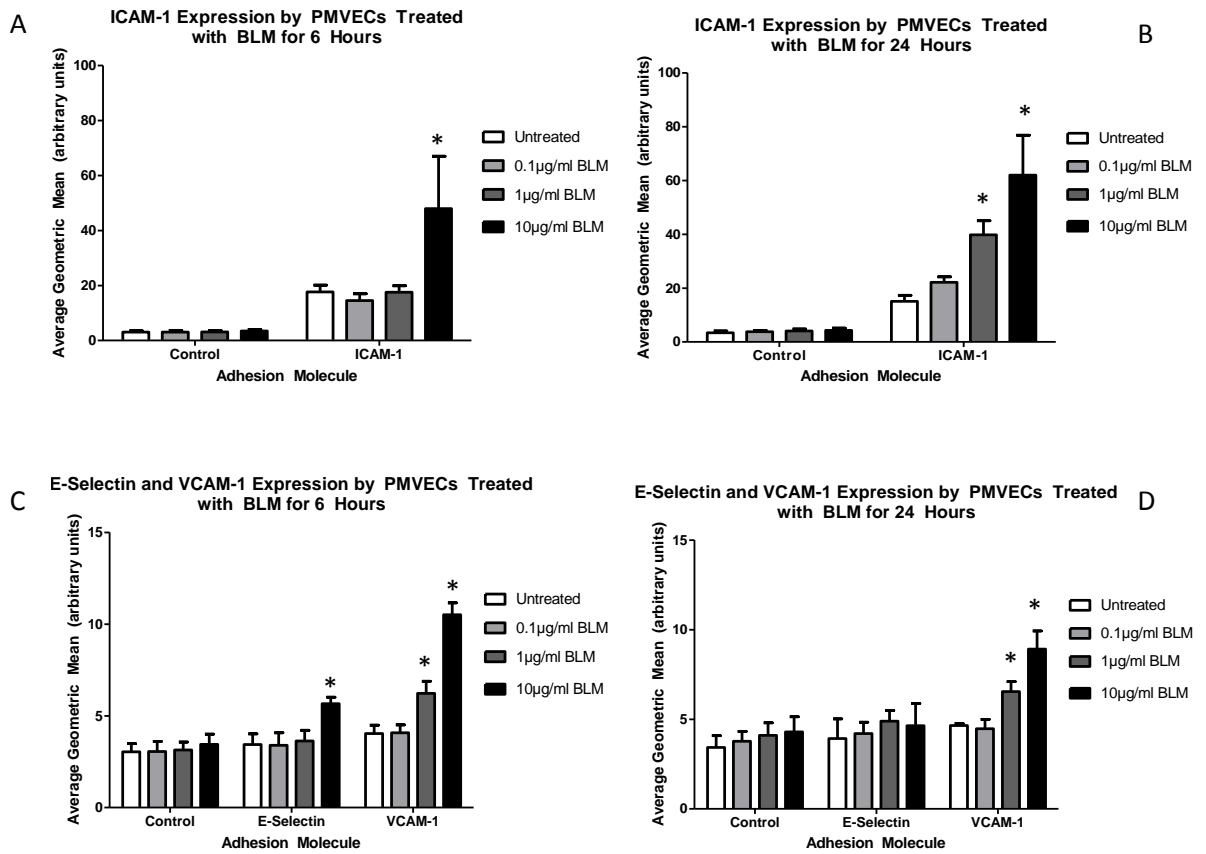 A
ICAM-1 Expression by PMVECs Treated
with BLM for 6 Hours
Average Geometric Mean (arbitrary units)
100
80
60
40
20
0
*
Control
ICAM-1
Adhesion Molecule
Untreated
0.1µg/ml BLM
1µg/ml BLM
10µg/ml BLM
B
ICAM-1 Expression by PMVECs Treated
with BLM for 24 Hours
Average Geometric Mean (arbitrary units)
100
80
60
40
20
0
*
*
Control
ICAM-1
Adhesion Molecule
Untreated
0.1µg/ml BLM
1µg/ml BLM
10µg/ml BLM
C
E-Selectin and VCAM-1 Expression by PMVECs Treated
with BLM for 6 Hours
Average Geometric Mean (arbitrary units)
15
10
5
0
*
*
*
Control
E-Selectin
VCAM-1
Adhesion Molecule
Untreated
0.1µg/ml BLM
1µg/ml BLM
10µg/ml BLM
D
E-Selectin and VCAM-1 Expression by PMVECs Treated
with BLM for 24 Hours
Average Geometric Mean (arbitrary units)
15
10
5
0
*
*
Control
E-Selectin
VCAM-1
Adhesion Molecule
Untreated
0.1µg/ml BLM
1µg/ml BLM
10µg/ml BLM